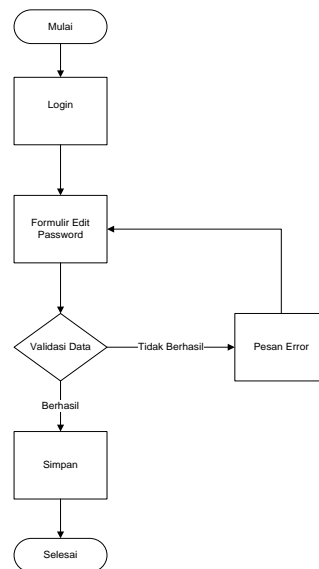 Mulai
Login
Formulir Edit
Password
Validasi Data
Tidak Berhasil
Pesan Error
Berhasil
Simpan
Selesai